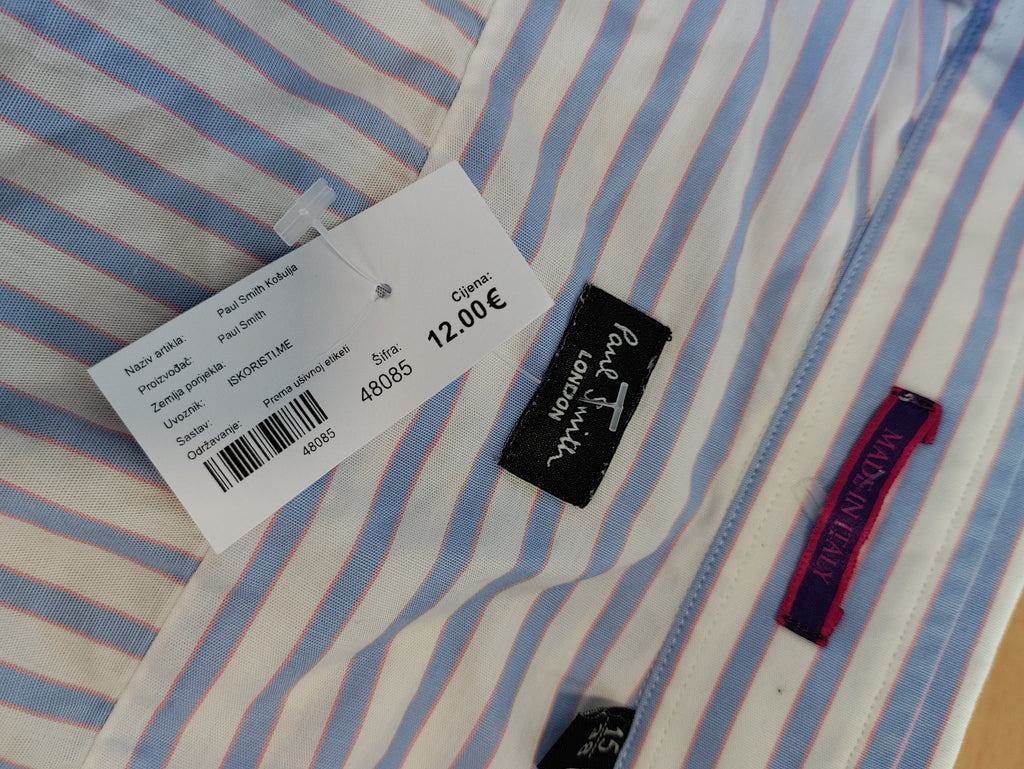 Naziv artikla: Paul Smith Košulja
Proizvođač: Paul Smith
Zemlja porijekla:
Uvoznik: ISKORISTI.ME
Sastav: Prema ušivnoj etiketi
Održavanje:
48085
Šifra:
48085
Cijena:
12.00€
Paul Smith
LONDON
MADE IN ITALY
15